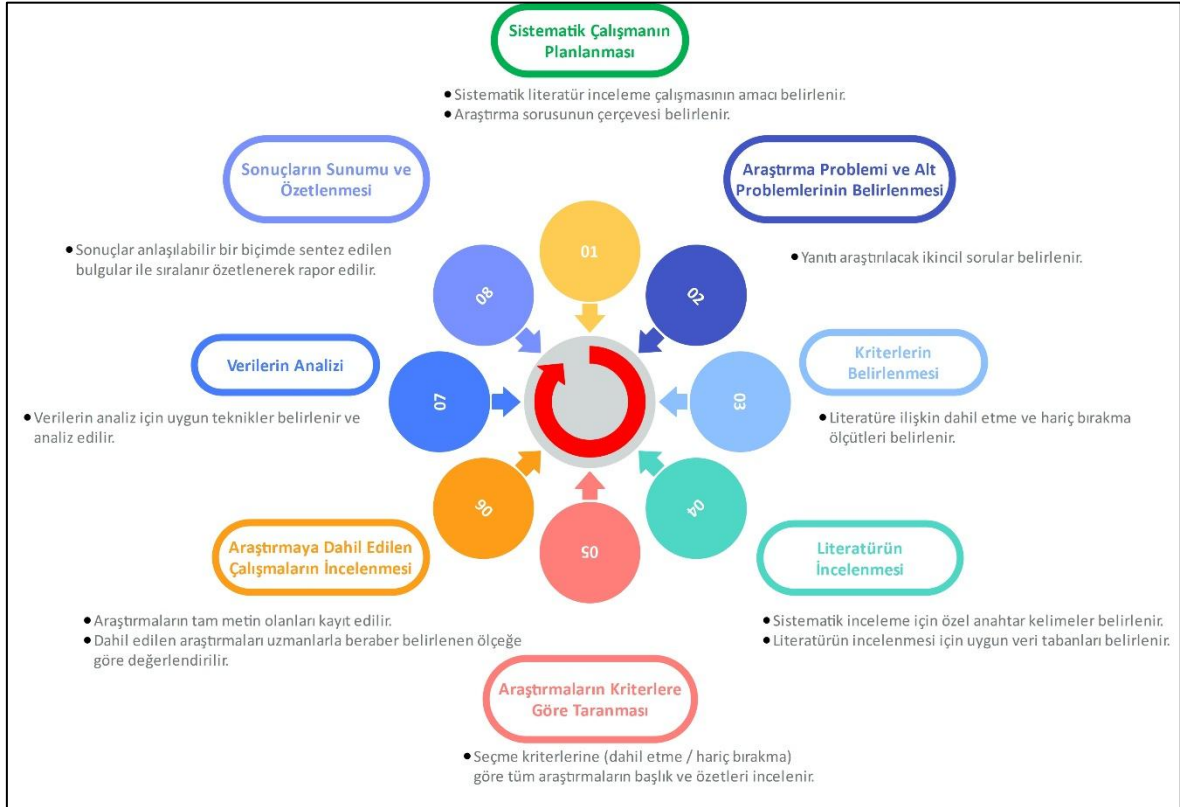 Sistematik Çalışmanın
Planlanması
● Sistematik literatür inceleme çalışmasının amacı belirlenir.
● Araştırma sorusunun çerçevesi belirlenir.
01
Araştırma Problemi ve Alt
Problemlerinin Belirlenmesi
● Yanıtı araştırılacak ikincil sorular belirlenir.
02
Kriterlerin
Belirlenmesi
● Literatüre ilişkin dahil etme ve hariç bırakma
ölçütleri belirlenir.
03
Literatürün
İncelenmesi
● Sistematik inceleme için özel anahtar kelimeler belirlenir.
● Literatürün incelenmesi için uygun veri tabanları belirlenir.
04
Araştırmaların Kriterlere
Göre Taranması
● Seçme kriterlerine (dahil etme / hariç bırakma)
göre tüm araştırmaların başlık ve özetleri incelenir.
05
Araştırmaya Dahil Edilen
Çalışmaların İncelenmesi
● Araştırmaların tam metin olanları kayıt edilir.
● Dahil edilen araştırmaları uzmanlarla beraber belirlenen ölçeğe
göre değerlendirilir.
06
Verilerin Analizi
● Verilerin analiz için uygun teknikler belirlenir ve
analiz edilir.
07
Sonuçların Sunumu ve
Özetlenmesi
● Sonuçlar anlaşılabilir bir biçimde sentez edilen
bulgular ile sıralanır özetlenerek rapor edilir.
08